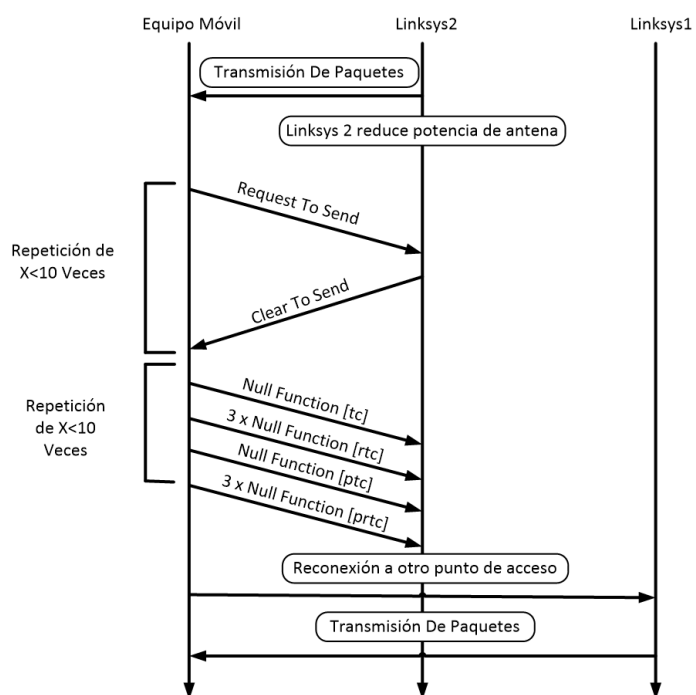 Equipo Móvil
Linksys2
Linksys1
Transmisión De Paquetes
Linksys 2 reduce potencia de antena
Request To Send
Repetición de
X<10 Veces
Clear To Send
Null Function [tc]
3 x Null Function [rtc]
Repetición
de X<10
Veces
Null Function [ptc]
3 x Null Function [prtc]
Reconexión a otro punto de acceso
Transmisión De Paquetes